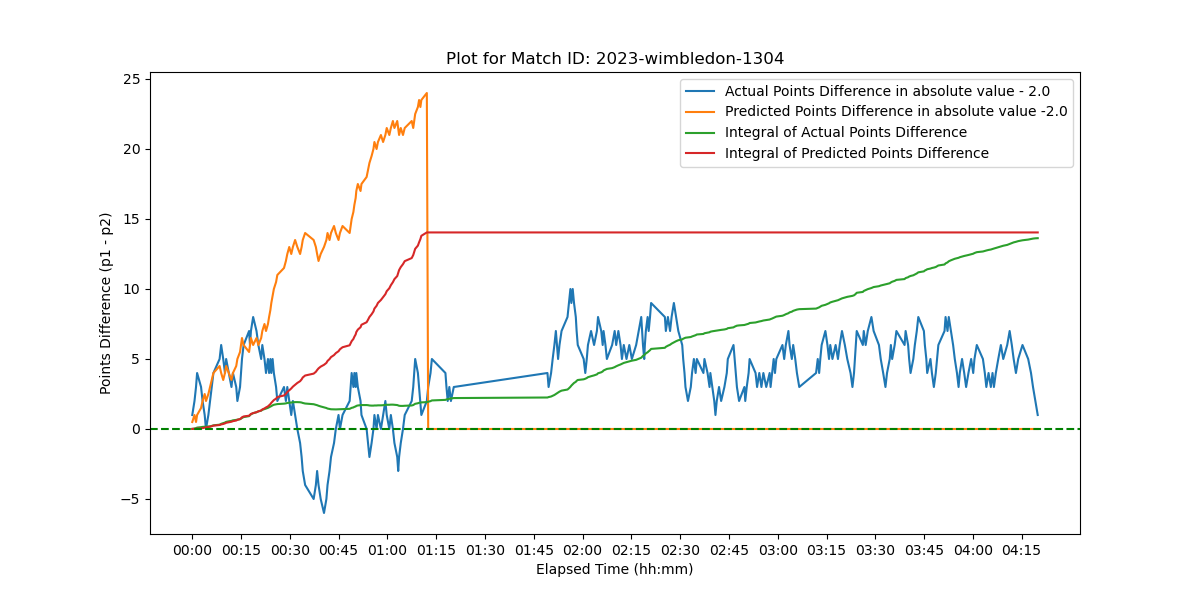 Plot for Match ID: 2023-wimbledon-1304
Points Difference (p1 - p2)
25
20
15
10
5
0
−5
Actual Points Difference in absolute value - 2.0
Predicted Points Difference in absolute value -2.0
Integral of Actual Points Difference
Integral of Predicted Points Difference
00:00 00:15 00:30 00:45 01:00 01:15 01:30 01:45 02:00 02:15 02:30 02:45 03:00 03:15 03:30 03:45 04:00 04:15
Elapsed Time (hh:mm)